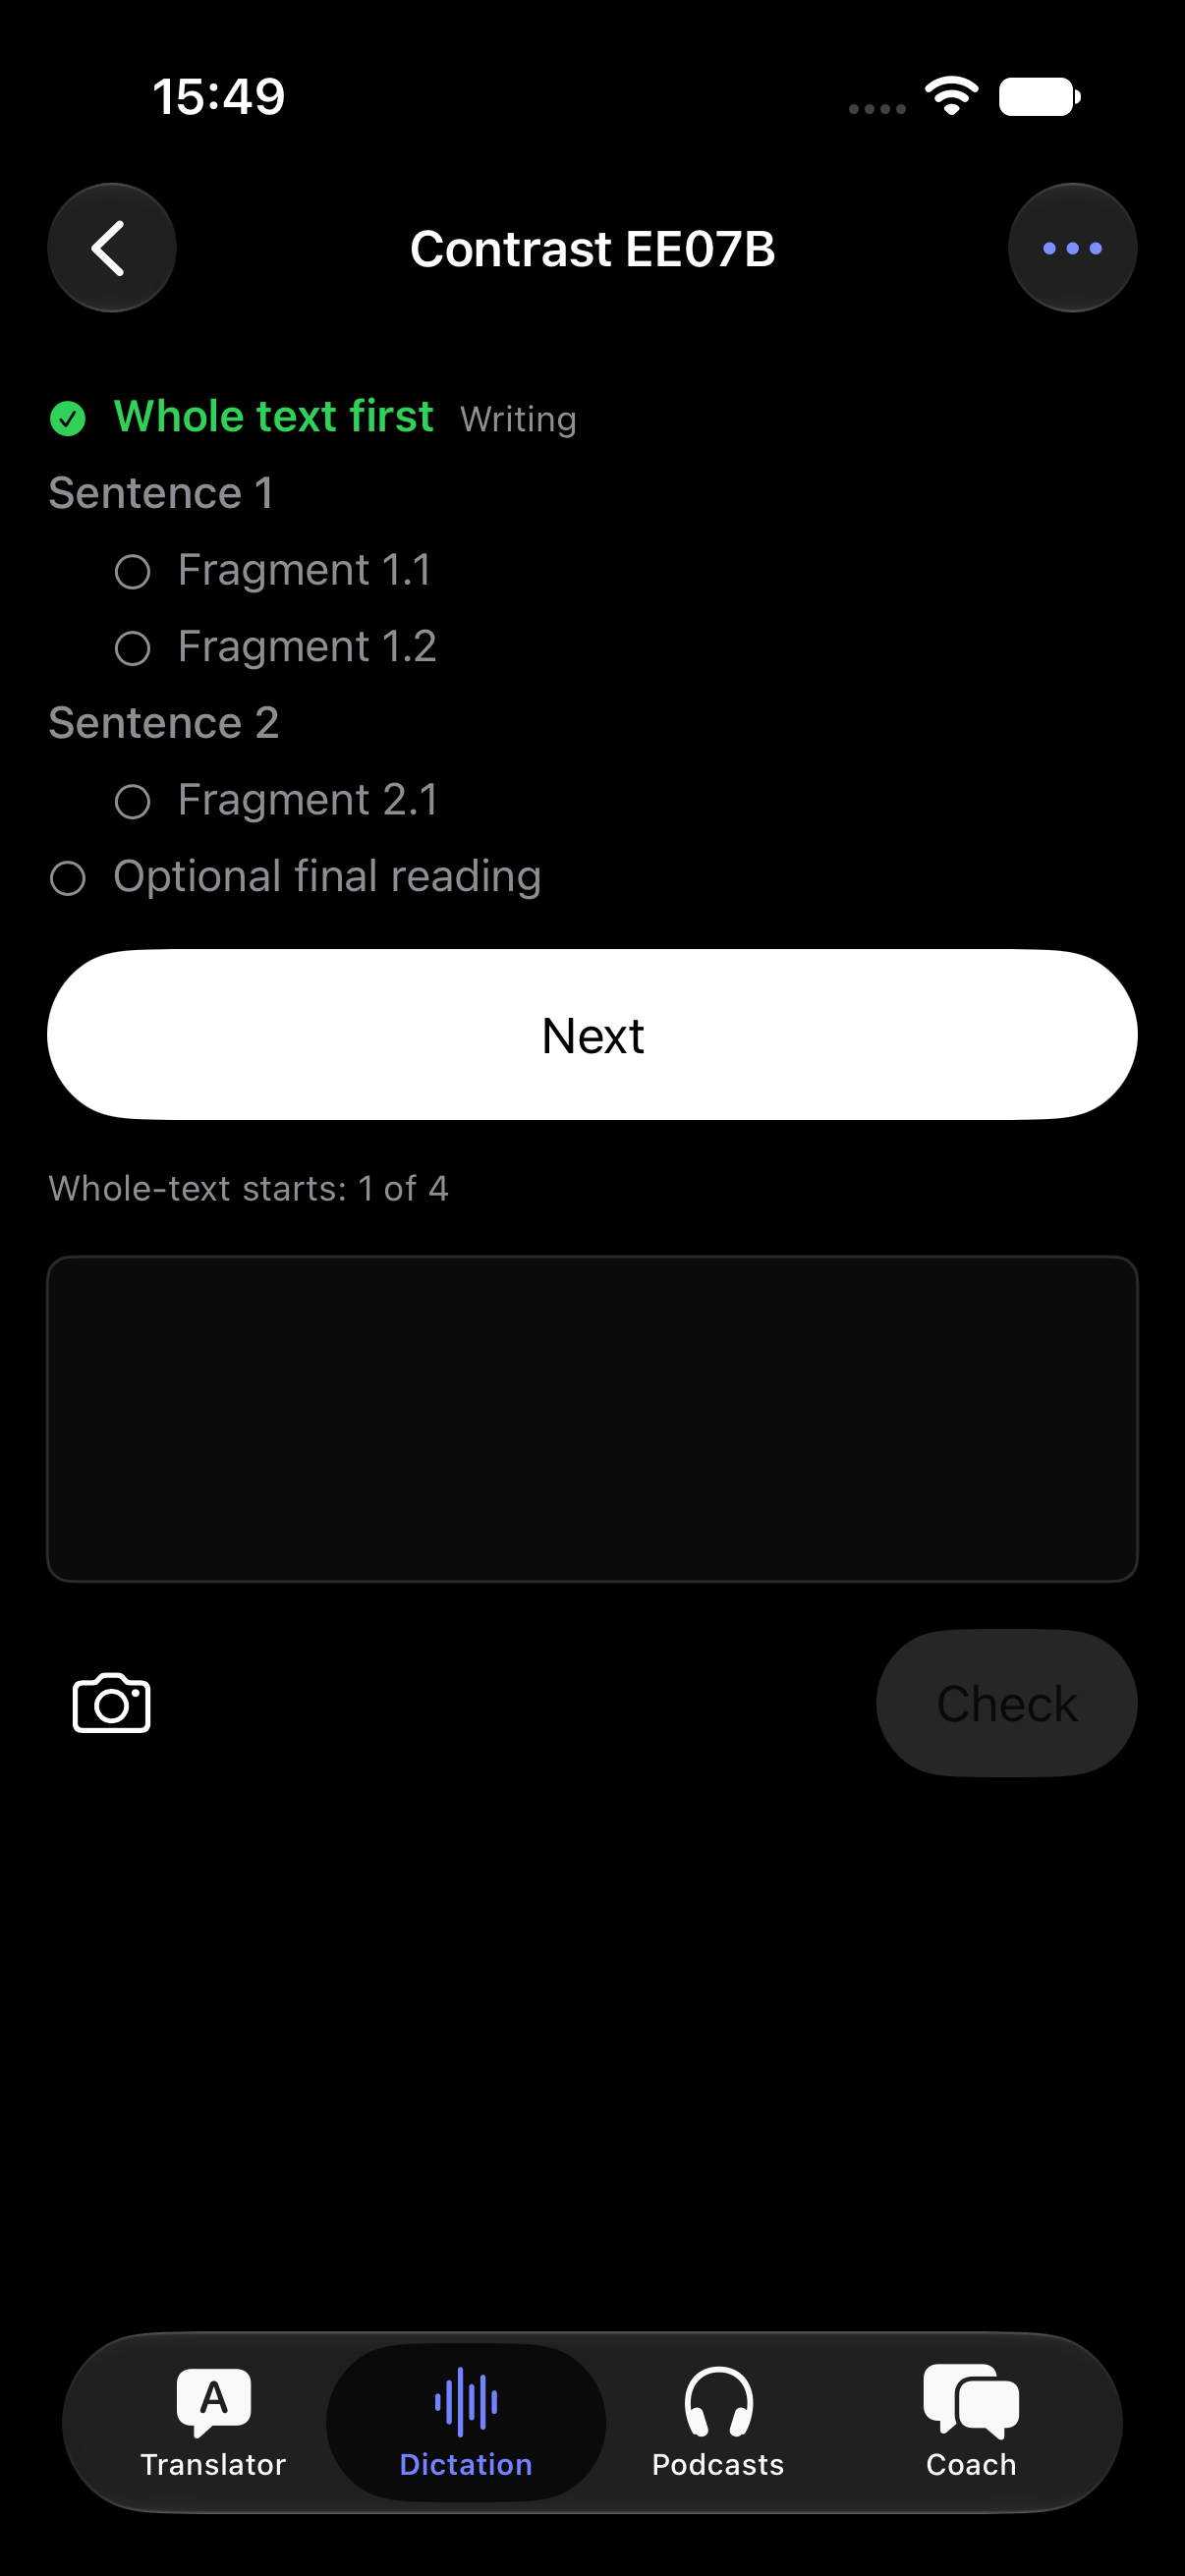 15:49
Contrast EE07B
Whole text first Writing
Sentence 1
Fragment 1.1
Fragment 1.2
Sentence 2
Fragment 2.1
Optional final reading
Next
Whole-text starts: 1 of 4
Check
A
Translator Dictation Podcasts Coach